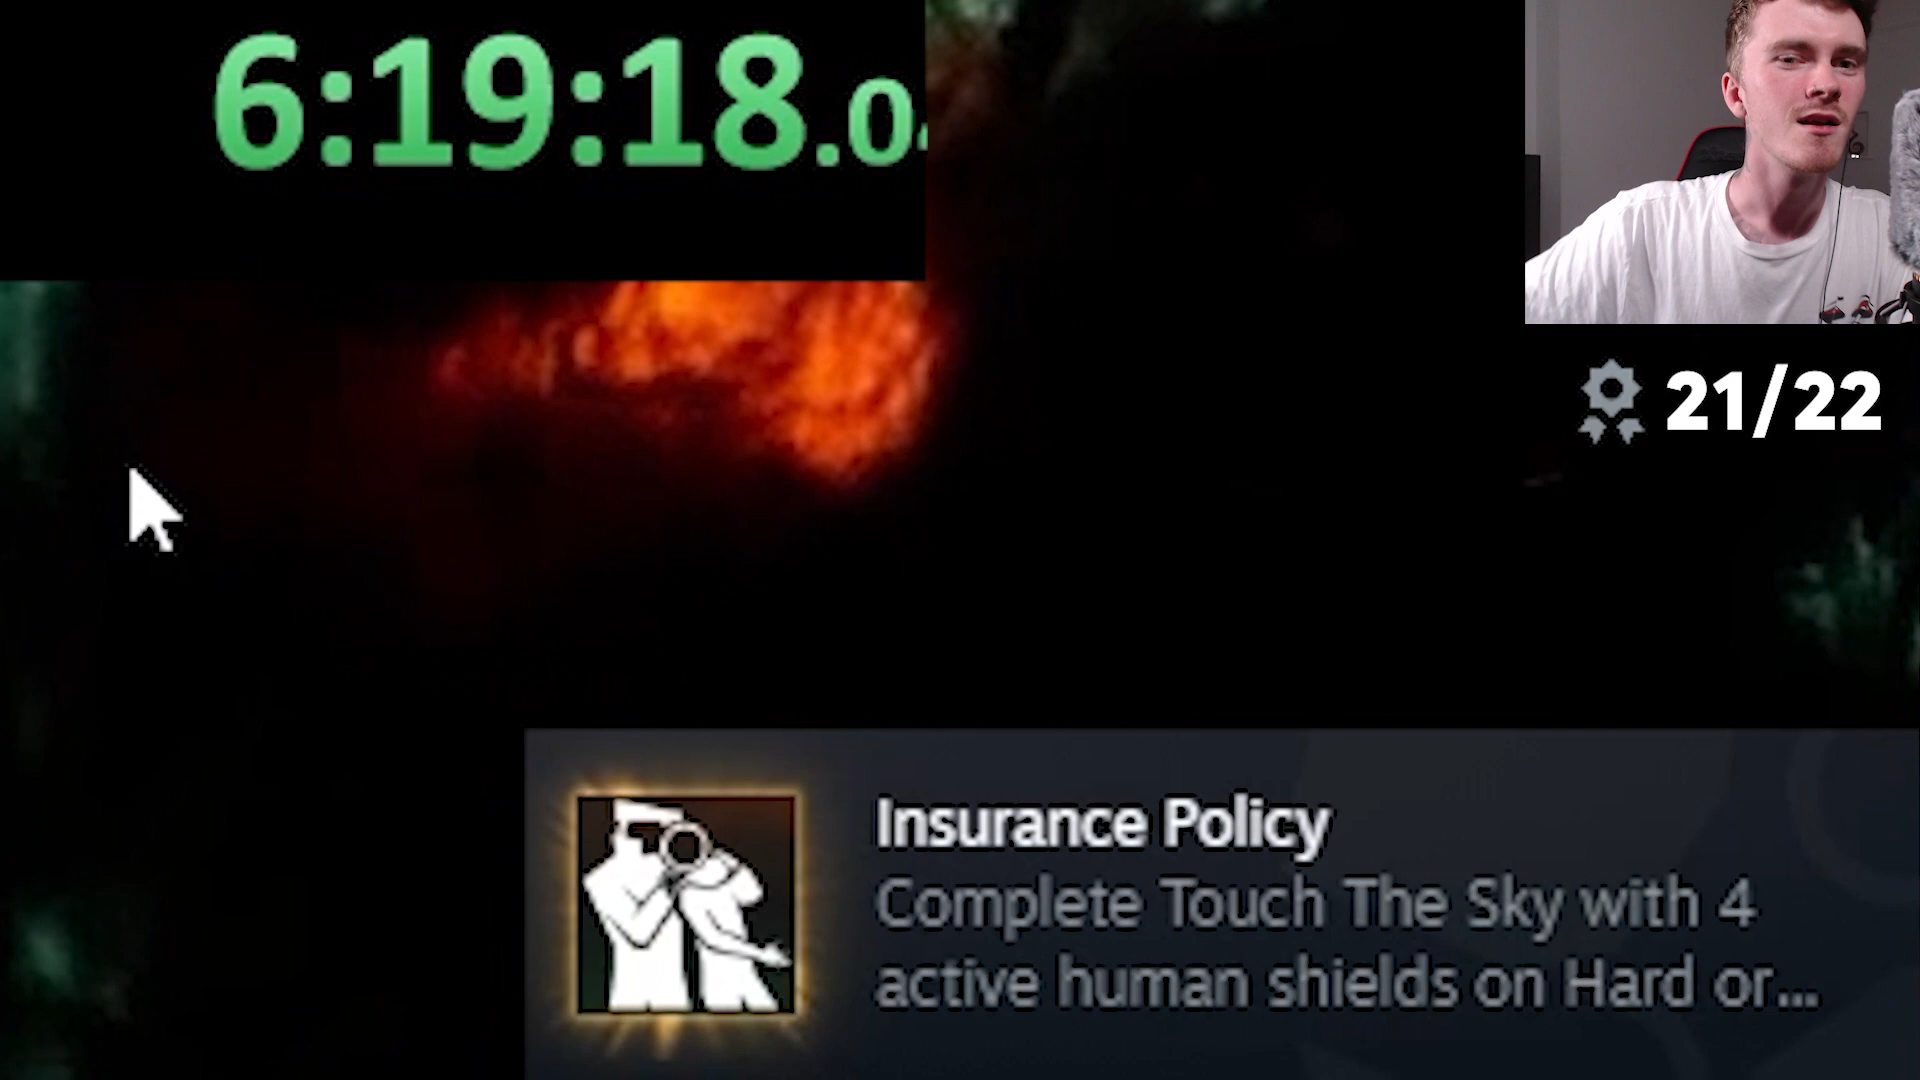 6:19:18.0
21/22
Insurance Policy
Complete Touch The Sky with 4
active human shields on Hard or...